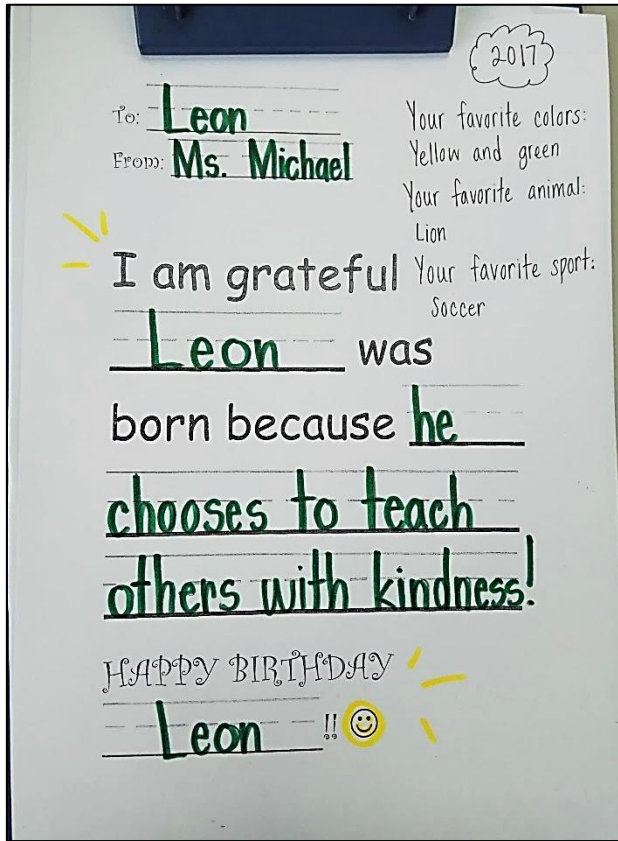 2017
To: Leon
From: Ms. Michael
Your favorite colors:
Yellow and green
Your favorite animal:
Lion
Your favorite sport:
Soccer
I am grateful
Leon was
born because he
chooses to teach
others with kindness!
HAPPY BIRTHDAY
Leon !!